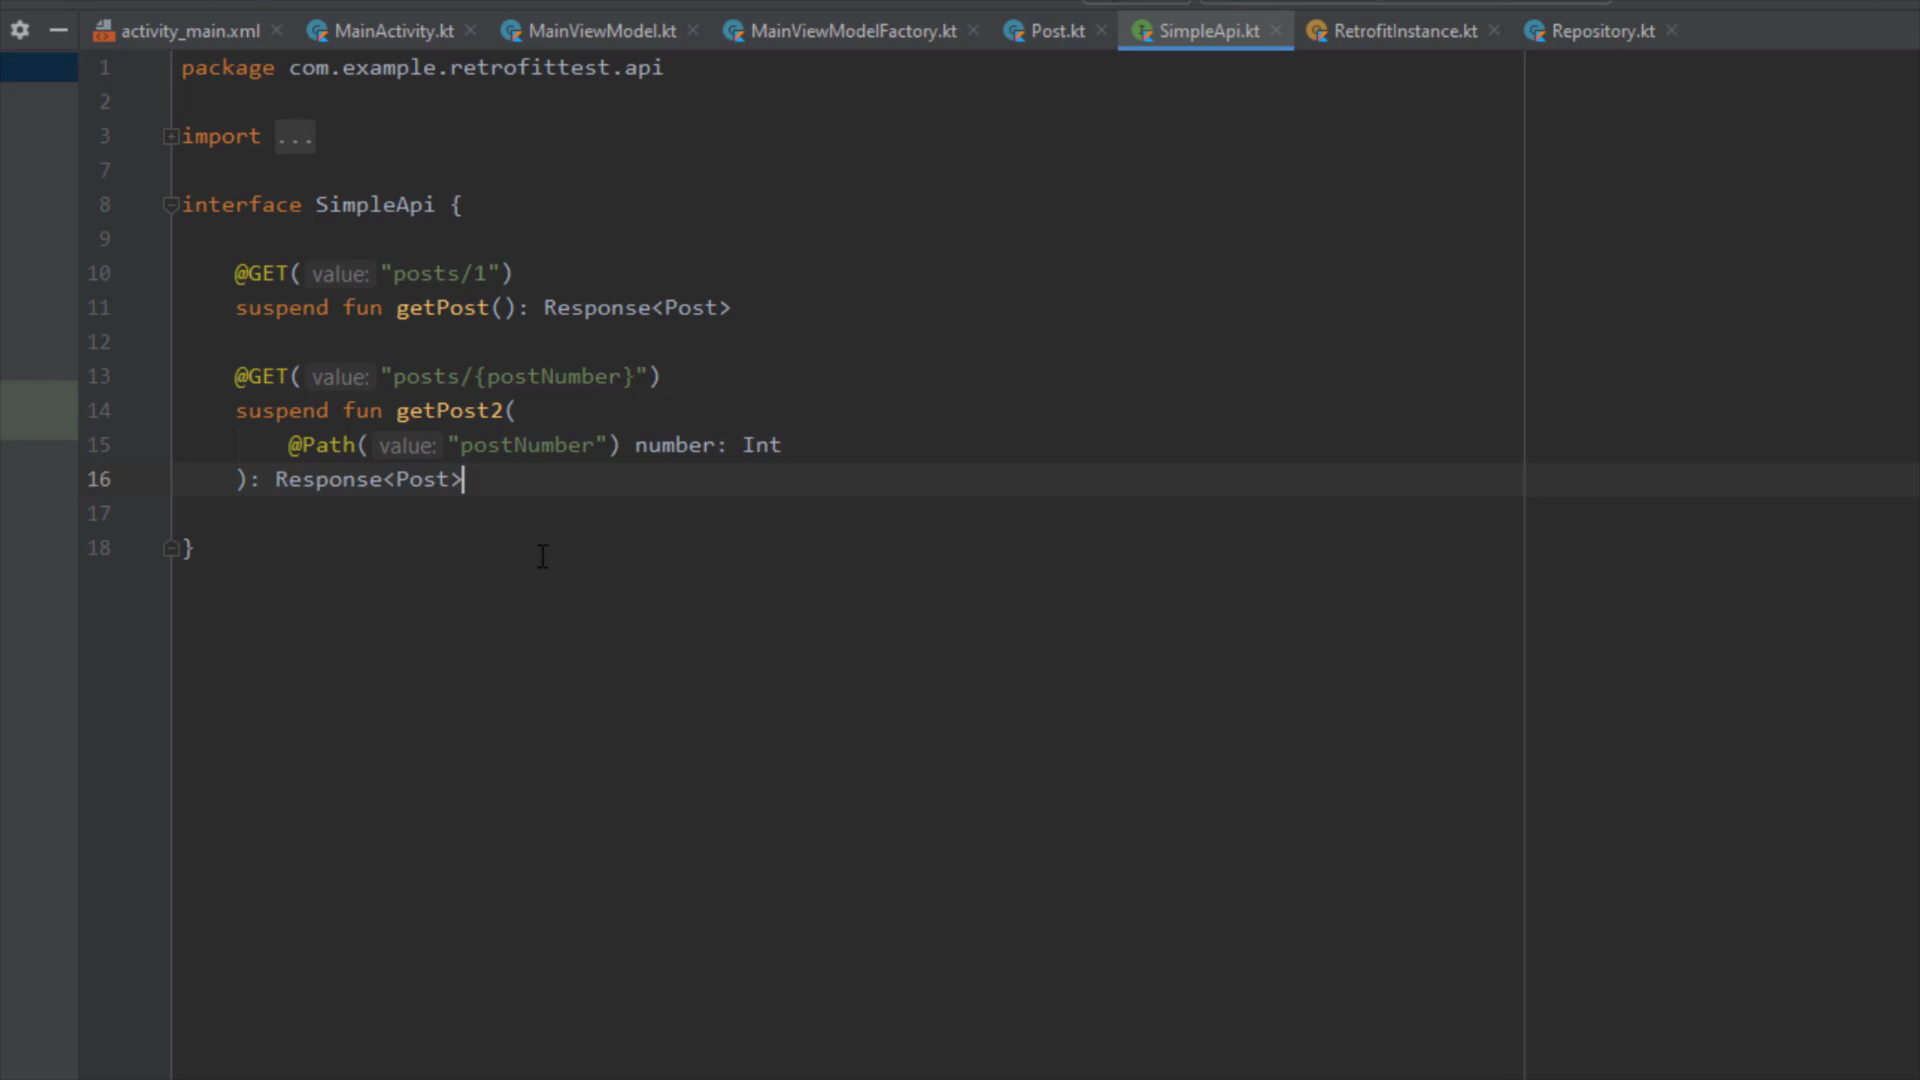 activity_main.xml MainActivity.kt MainViewModel.kt MainViewModelFactory.kt Post.kt SimpleApi.kt RetrofitInstance.kt Repository.kt
1 package com.example.retrofittest.api
2
3 import ...
7
8 interface SimpleApi {
9
10 @GET( value: "posts/1")
11 suspend fun getPost(): Response<Post>
12
13 @GET( value: "posts/{postNumber}")
14 suspend fun getPost2(
15 @Path( value: "postNumber") number: Int
16 ): Response<Post>
17
18 }